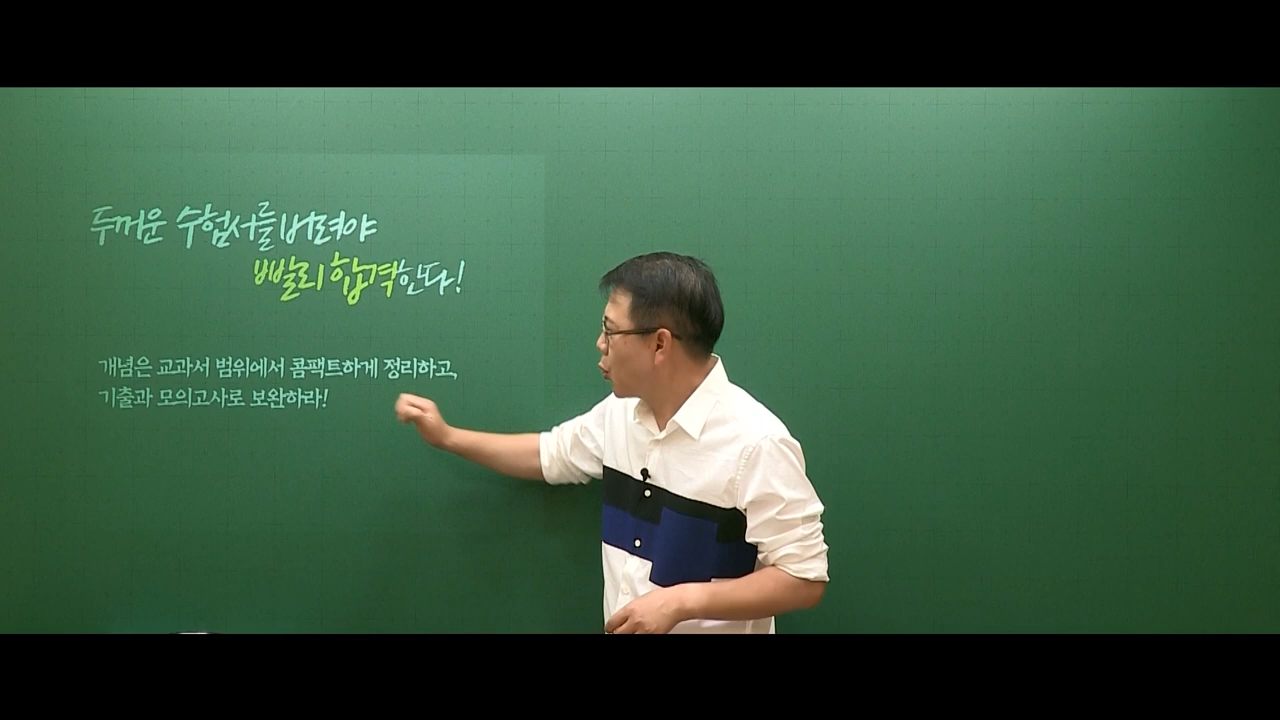 두꺼운 수험서를 버려야
빨리 합격한다!
개념은 교과서 범위에서 콤팩트하게 정리하고,
기출과 모의고사로 보완하라!